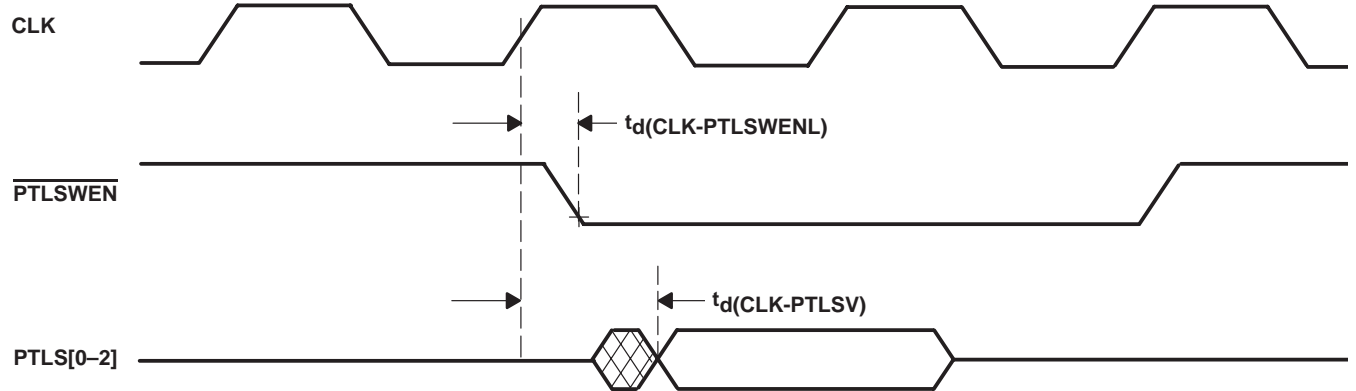 CLK
td(CLK-PTLSWENL)
PTLSWEN
td(CLK-PTLSV)
PTLS[0–2]